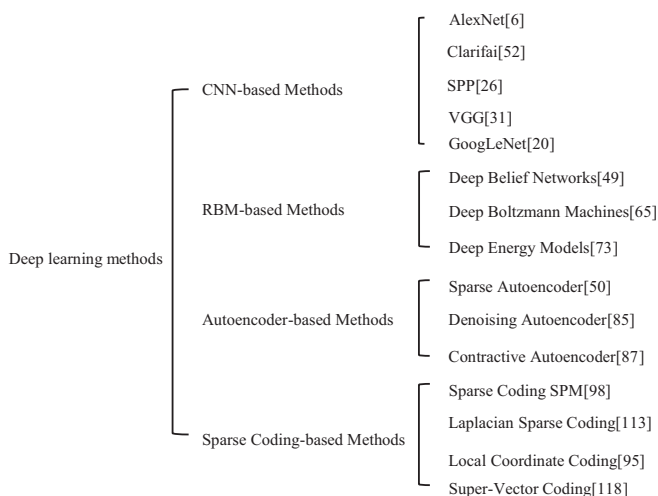 Deep learning methods
CNN-based Methods
AlexNet[6]
Clarifai[52]
SPP[26]
VGG[31]
GoogLeNet[20]
RBM-based Methods
Deep Belief Networks[49]
Deep Boltzmann Machines[65]
Deep Energy Models[73]
Autoencoder-based Methods
Sparse Autoencoder[50]
Denoising Autoencoder[85]
Contractive Autoencoder[87]
Sparse Coding-based Methods
Sparse Coding SPM[98]
Laplacian Sparse Coding[113]
Local Coordinate Coding[95]
Super-Vector Coding[118]